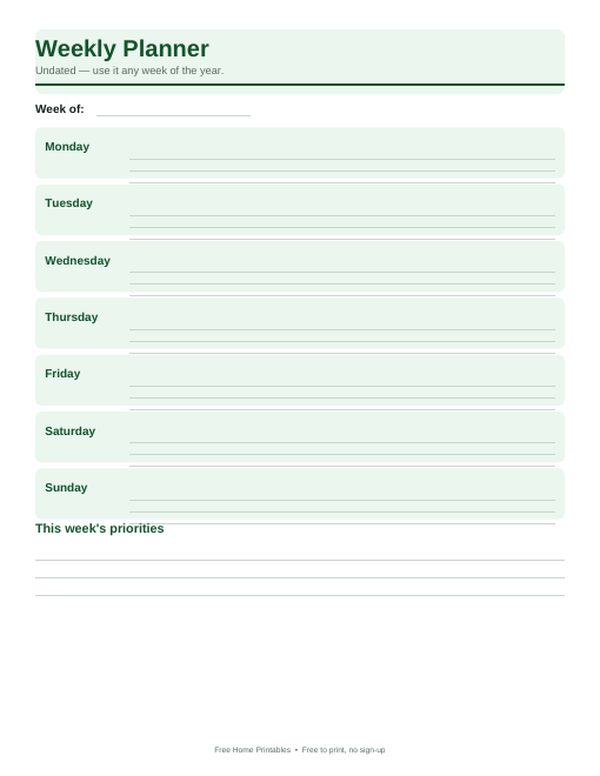 Weekly Planner
Undated — use it any week of the year.
Week of:
Monday
Tuesday
Wednesday
Thursday
Friday
Saturday
Sunday
This week's priorities
Free Home Printables • Free to print, no sign-up